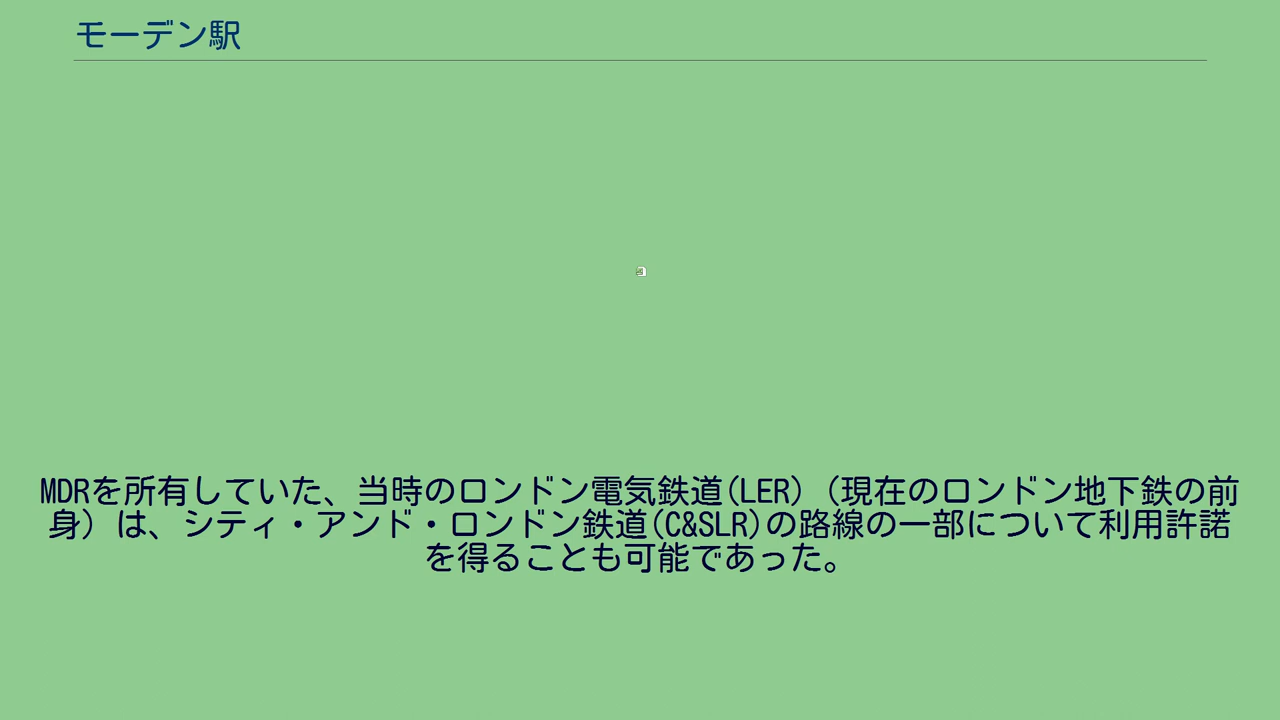 モーデン駅
MDRを所有していた、当時のロンドン電気鉄道(LER)（現在のロンドン地下鉄の前
身）は、シティ・アンド・ロンドン鉄道(C&SLR)の路線の一部について利用許諾
を得ることも可能であった。